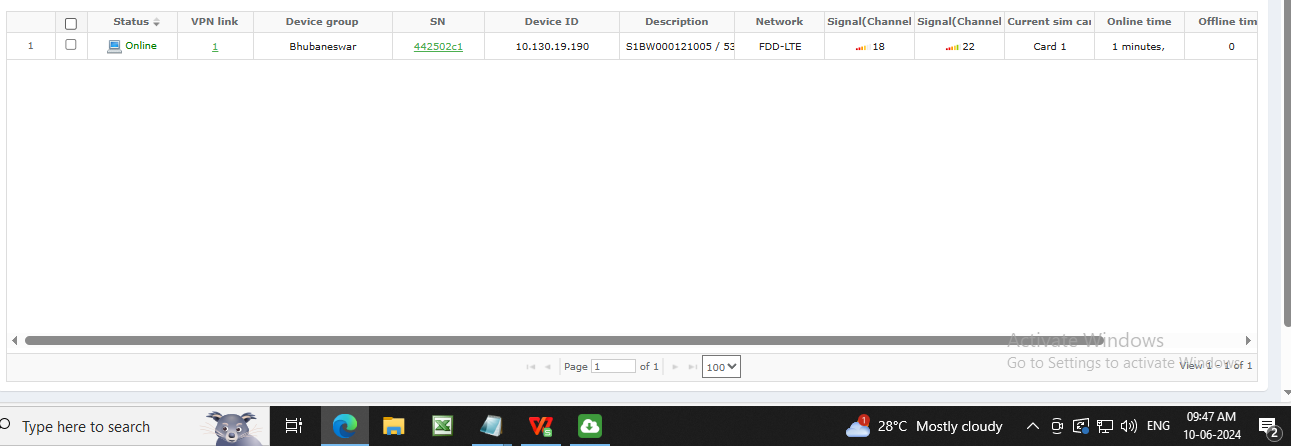 Status VPN link Device group SN Device ID Description Network Signal(Channel Signal(Channel Current sim car Online time Offline tim
1 Online 1 Bhubaneswar 442502c1 10.130.19.190 S1BW000121005 / 53 FDD-LTE 18 22 Card 1 1 minutes, 0
Activate Windows
Go to Settings to activate Windows.
Page 1 of 1 100 View 1 - 1 of 1
Type here to search 1 28°C Mostly cloudy ENG 09:47 AM
10-06-2024 2